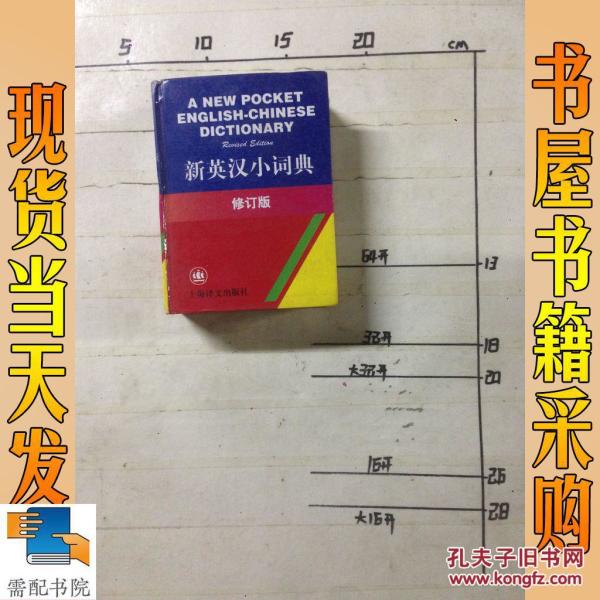 现货当天发
需配书院
5 10 15 20 CM
A NEW POCKET
ENGLISH-CHINESE
DICTIONARY
Revised Edition
新英汉小词典
修订版
上海译文出版社
64开 13
32开 18
大32开 20
16开 26
大16开 28
书屋书籍采购
孔夫子旧书网
www.kongfz.com